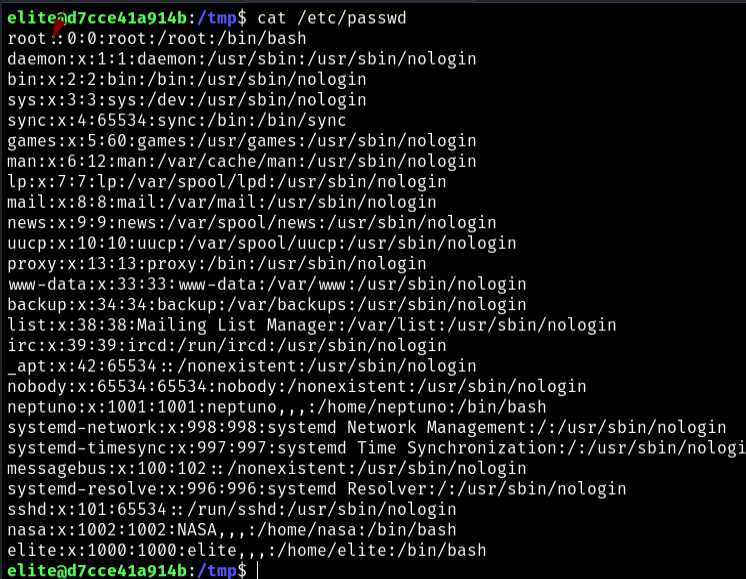 elite@d7cce41a914b:/tmp$ cat /etc/passwd
root::0:0:root:/root:/bin/bash
daemon:x:1:1:daemon:/usr/sbin:/usr/sbin/nologin
bin:x:2:2:bin:/bin:/usr/sbin/nologin
sys:x:3:3:sys:/dev:/usr/sbin/nologin
sync:x:4:65534:sync:/bin:/bin/sync
games:x:5:60:games:/usr/games:/usr/sbin/nologin
man:x:6:12:man:/var/cache/man:/usr/sbin/nologin
lp:x:7:7:lp:/var/spool/lpd:/usr/sbin/nologin
mail:x:8:8:mail:/var/mail:/usr/sbin/nologin
news:x:9:9:news:/var/spool/news:/usr/sbin/nologin
uucp:x:10:10:uucp:/var/spool/uucp:/usr/sbin/nologin
proxy:x:13:13:proxy:/bin:/usr/sbin/nologin
www-data:x:33:33:www-data:/var/www:/usr/sbin/nologin
backup:x:34:34:backup:/var/backups:/usr/sbin/nologin
list:x:38:38:Mailing List Manager:/var/list:/usr/sbin/nologin
irc:x:39:39:ircd:/run/ircd:/usr/sbin/nologin
_apt:x:42:65534::/nonexistent:/usr/sbin/nologin
nobody:x:65534:65534:nobody:/nonexistent:/usr/sbin/nologin
neptuno:x:1001:1001:neptuno,,,:/home/neptuno:/bin/bash
systemd-network:x:998:998:systemd Network Management:/:/usr/sbin/nologin
systemd-timesync:x:997:997:systemd Time Synchronization:/:/usr/sbin/nologi
messagebus:x:100:102::/nonexistent:/usr/sbin/nologin
systemd-resolve:x:996:996:systemd Resolver:/:/usr/sbin/nologin
sshd:x:101:65534::/run/sshd:/usr/sbin/nologin
nasa:x:1002:1002:NASA,,,:/home/nasa:/bin/bash
elite:x:1000:1000:elite,,,:/home/elite:/bin/bash
elite@d7cce41a914b:/tmp$